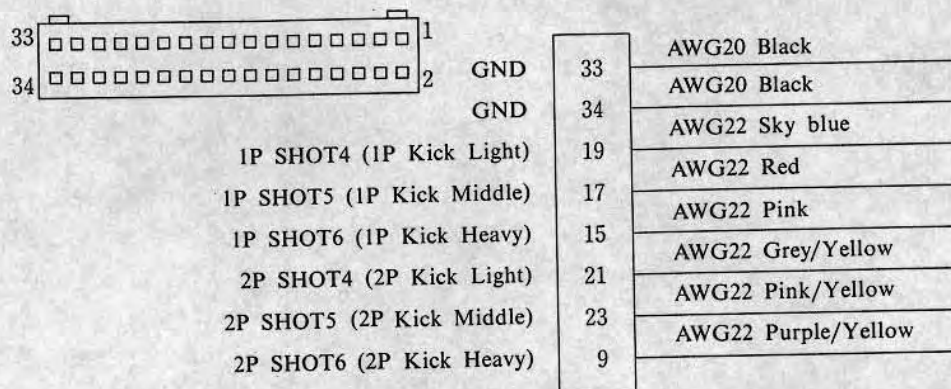 33 1
34 2
AWG20 Black
GND 33
AWG20 Black
GND 34
AWG22 Sky blue
1P SHOT4 (1P Kick Light) 19
AWG22 Red
1P SHOT5 (1P Kick Middle) 17
AWG22 Pink
1P SHOT6 (1P Kick Heavy) 15
AWG22 Grey/Yellow
2P SHOT4 (2P Kick Light) 21
AWG22 Pink/Yellow
2P SHOT5 (2P Kick Middle) 23
AWG22 Purple/Yellow
2P SHOT6 (2P Kick Heavy) 9